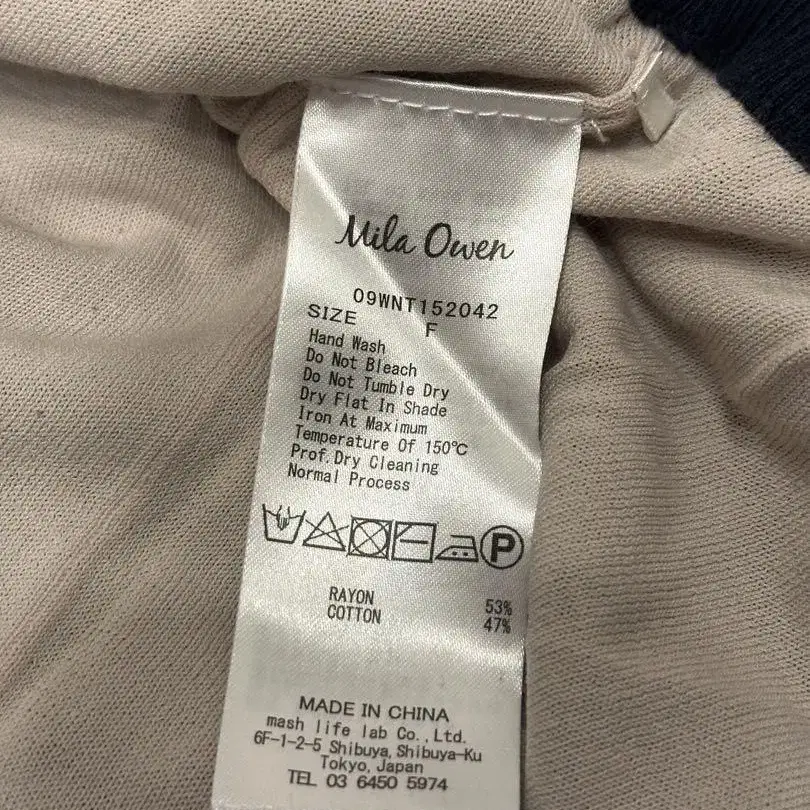 Mila Owen
09WNT152042
SIZE F
Hand Wash
Do Not Bleach
Do Not Tumble Dry
Dry Flat In Shade
Iron At Maximum
Temperature Of 150℃
Prof.Dry Cleaning
Normal Process
P
RAYON 53%
COTTON 47%
MADE IN CHINA
mash life lab Co.,Ltd.
6F-1-2-5 Shibuya,Shibuya-Ku
Tokyo,Japan
TEL 03 6450 5974